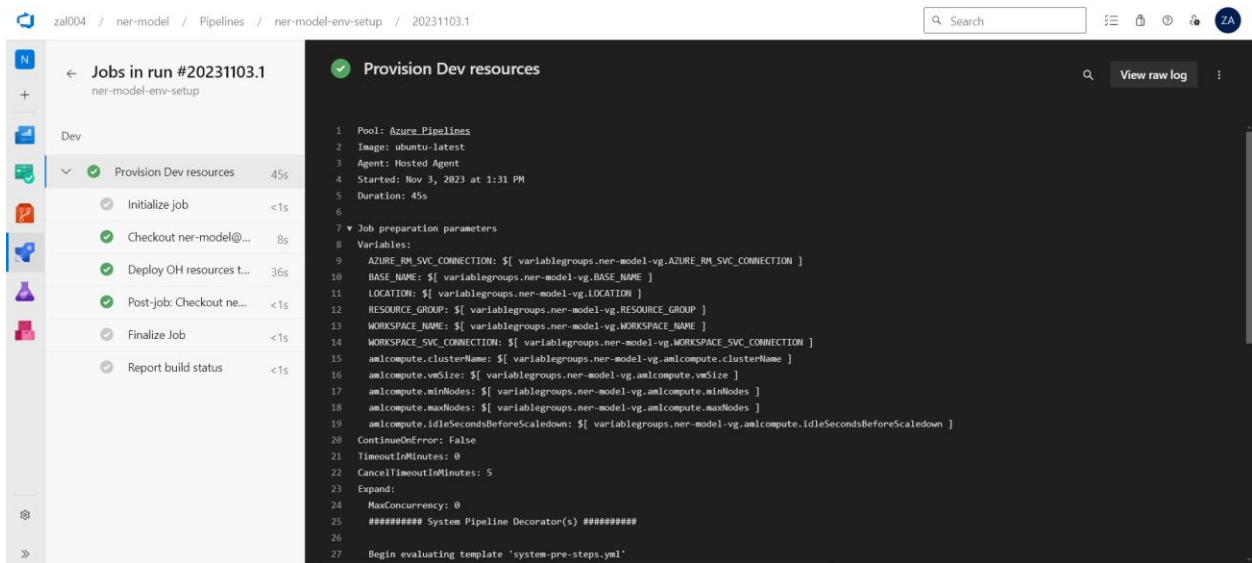 zal004 / ner-model / Pipelines / ner-model-env-setup / 20231103.1
Search
ZA
N
Jobs in run #20231103.1
ner-model-env-setup
Dev
Provision Dev resources 45s
Initialize job <1s
Checkout ner-model@... 8s
Deploy OH resources t... 36s
Post-job: Checkout ne... <1s
Finalize Job <1s
Report build status <1s
Provision Dev resources
View raw log
1 Pool: Azure Pipelines
2 Image: ubuntu-latest
3 Agent: Hosted Agent
4 Started: Nov 3, 2023 at 1:31 PM
5 Duration: 45s
6
7 Job preparation parameters
8 Variables:
9 AZURE_RM_SVC_CONNECTION: $[ variablegroups.ner-model-vg.AZURE_RM_SVC_CONNECTION ]
10 BASE_NAME: $[ variablegroups.ner-model-vg.BASE_NAME ]
11 LOCATION: $[ variablegroups.ner-model-vg.LOCATION ]
12 RESOURCE_GROUP: $[ variablegroups.ner-model-vg.RESOURCE_GROUP ]
13 WORKSPACE_NAME: $[ variablegroups.ner-model-vg.WORKSPACE_NAME ]
14 WORKSPACE_SVC_CONNECTION: $[ variablegroups.ner-model-vg.WORKSPACE_SVC_CONNECTION ]
15 amlcompute.clusterName: $[ variablegroups.ner-model-vg.amlcompute.clusterName ]
16 amlcompute.vmSize: $[ variablegroups.ner-model-vg.amlcompute.vmSize ]
17 amlcompute.minNodes: $[ variablegroups.ner-model-vg.amlcompute.minNodes ]
18 amlcompute.maxNodes: $[ variablegroups.ner-model-vg.amlcompute.maxNodes ]
19 amlcompute.idleSecondsBeforeScaledown: $[ variablegroups.ner-model-vg.amlcompute.idleSecondsBeforeScaledown ]
20 ContinueOnError: False
21 TimeoutInMinutes: 0
22 CancelTimeoutInMinutes: 5
23 Expand:
24 MaxConcurrency: 0
25 ########## System Pipeline Decorator(s) ##########
26
27 Begin evaluating template 'system-pre-steps.yml'